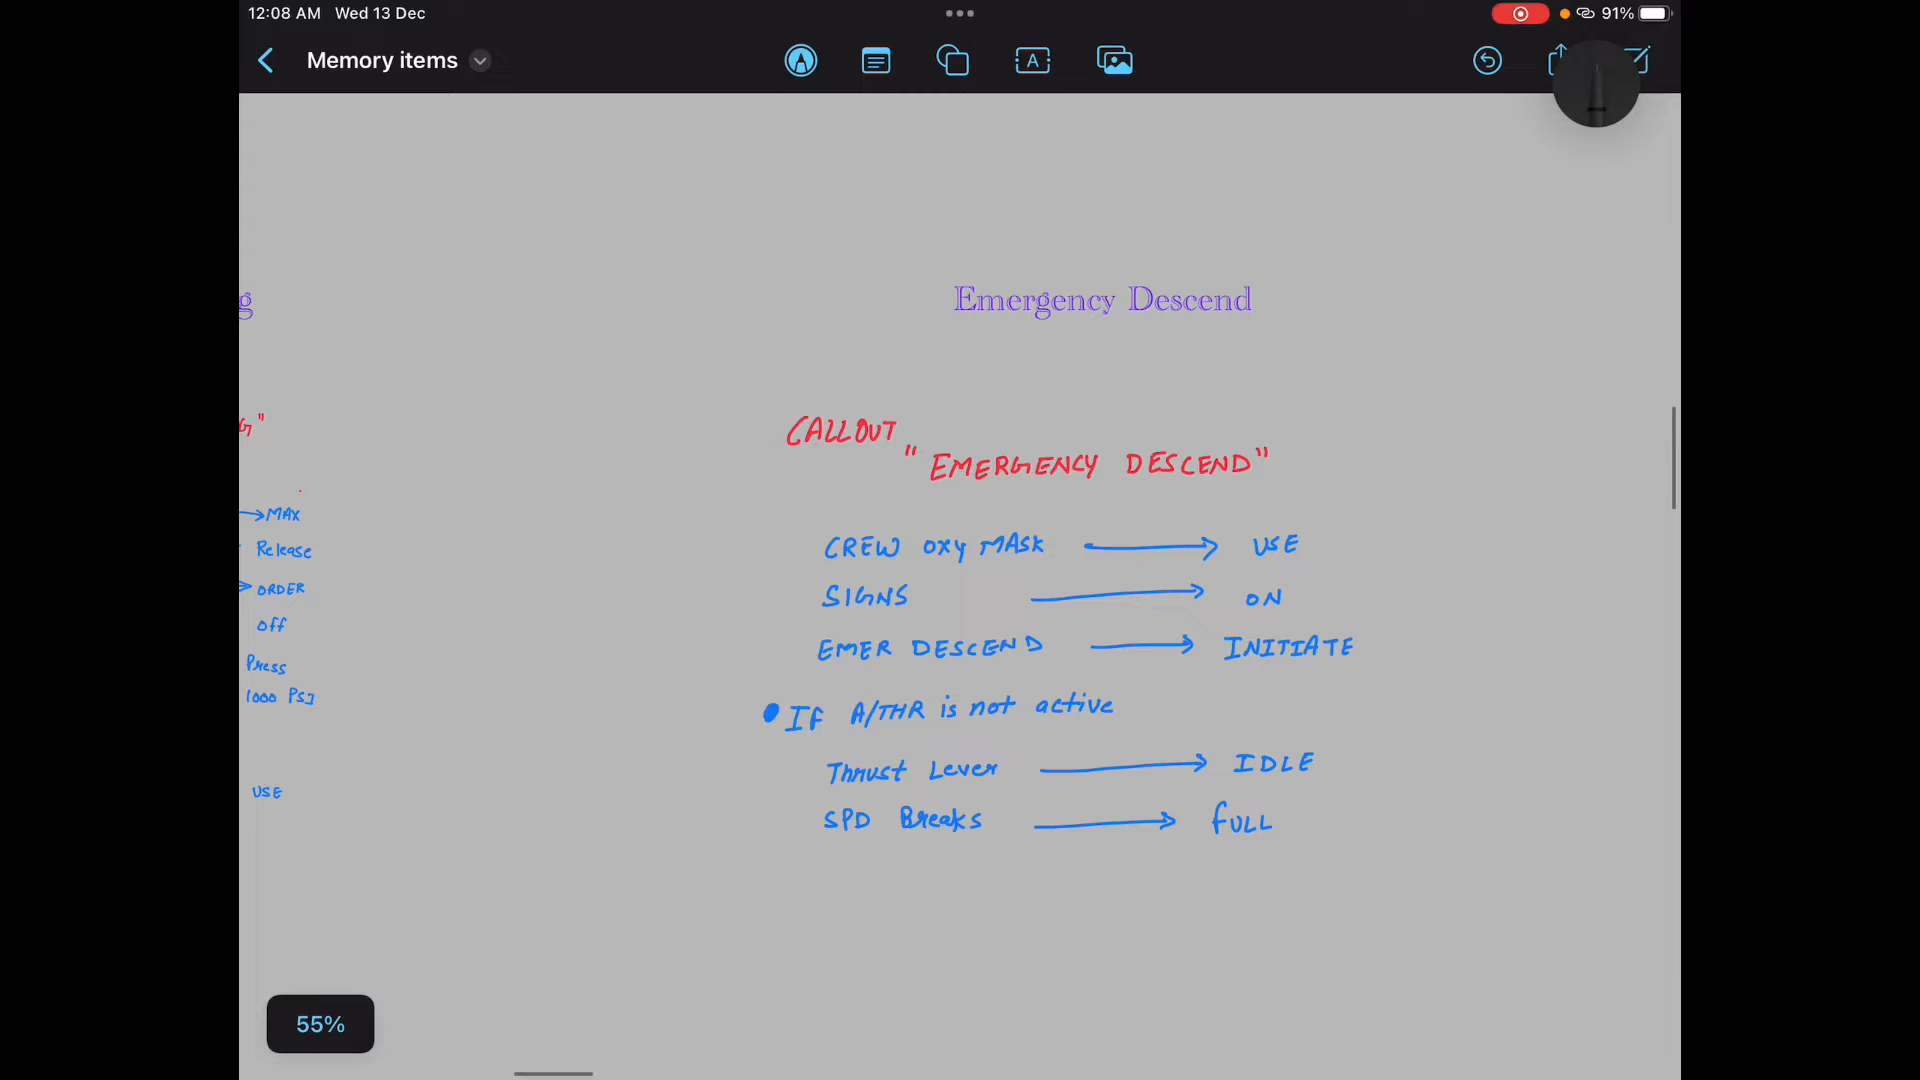 12:08 AM Wed 13 Dec
91%
Memory items
A
Emergency Descend
g
CALLOUT
"EMERGENCY DESCEND"
G"
MAX
Release
ORDER
Off
Press
1000 PSI
USE
CREW OXY MASK → USE
SIGNS → ON
EMER DESCEND → INITIATE
• If A/THR is not active
Thrust Lever → IDLE
SPD Breaks → FULL
55%